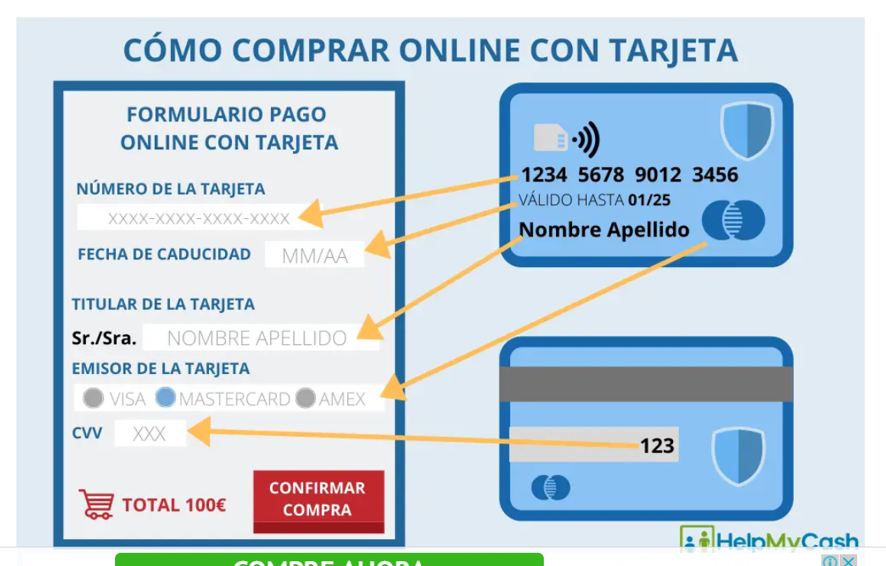 CÓMO COMPRAR ONLINE CON TARJETA
FORMULARIO PAGO
ONLINE CON TARJETA
NÚMERO DE LA TARJETA
XXXX-XXXX-XXXX-XXXX
FECHA DE CADUCIDAD MM/AA
TITULAR DE LA TARJETA
Sr./Sra. NOMBRE APELLIDO
EMISOR DE LA TARJETA
VISA MASTERCARD AMEX
CVV XXX
TOTAL 100€
CONFIRMAR
COMPRA
1234 5678 9012 3456
VÁLIDO HASTA 01/25
Nombre Apellido
123
HelpMyCash
COMPRE AHORA